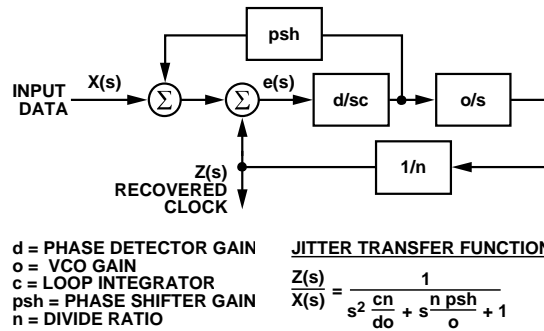 psh
X(s)
INPUT
DATA
Σ
Σ
e(s)
d/sc
o/s
1/n
Z(s)
RECOVERED
CLOCK
d = PHASE DETECTOR GAIN
o = VCO GAIN
c = LOOP INTEGRATOR
psh = PHASE SHIFTER GAIN
n = DIVIDE RATIO
JITTER TRANSFER FUNCTION
Z(s)/X(s) = 1/(s² cn/do + s n psh/o + 1)